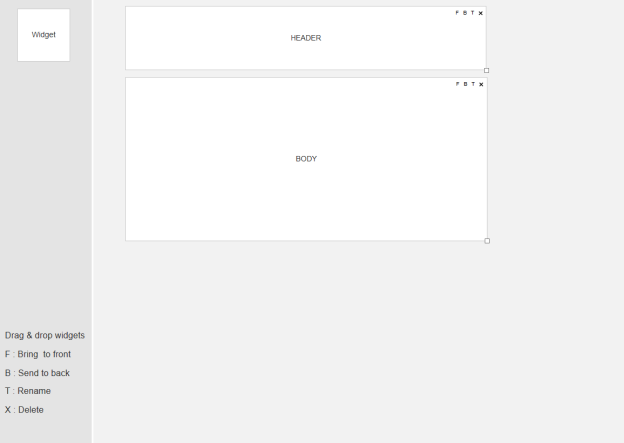 Widget
F B T ×
HEADER
F B T ×
BODY
Drag & drop widgets
F : Bring to front
B : Send to back
T : Rename
X : Delete